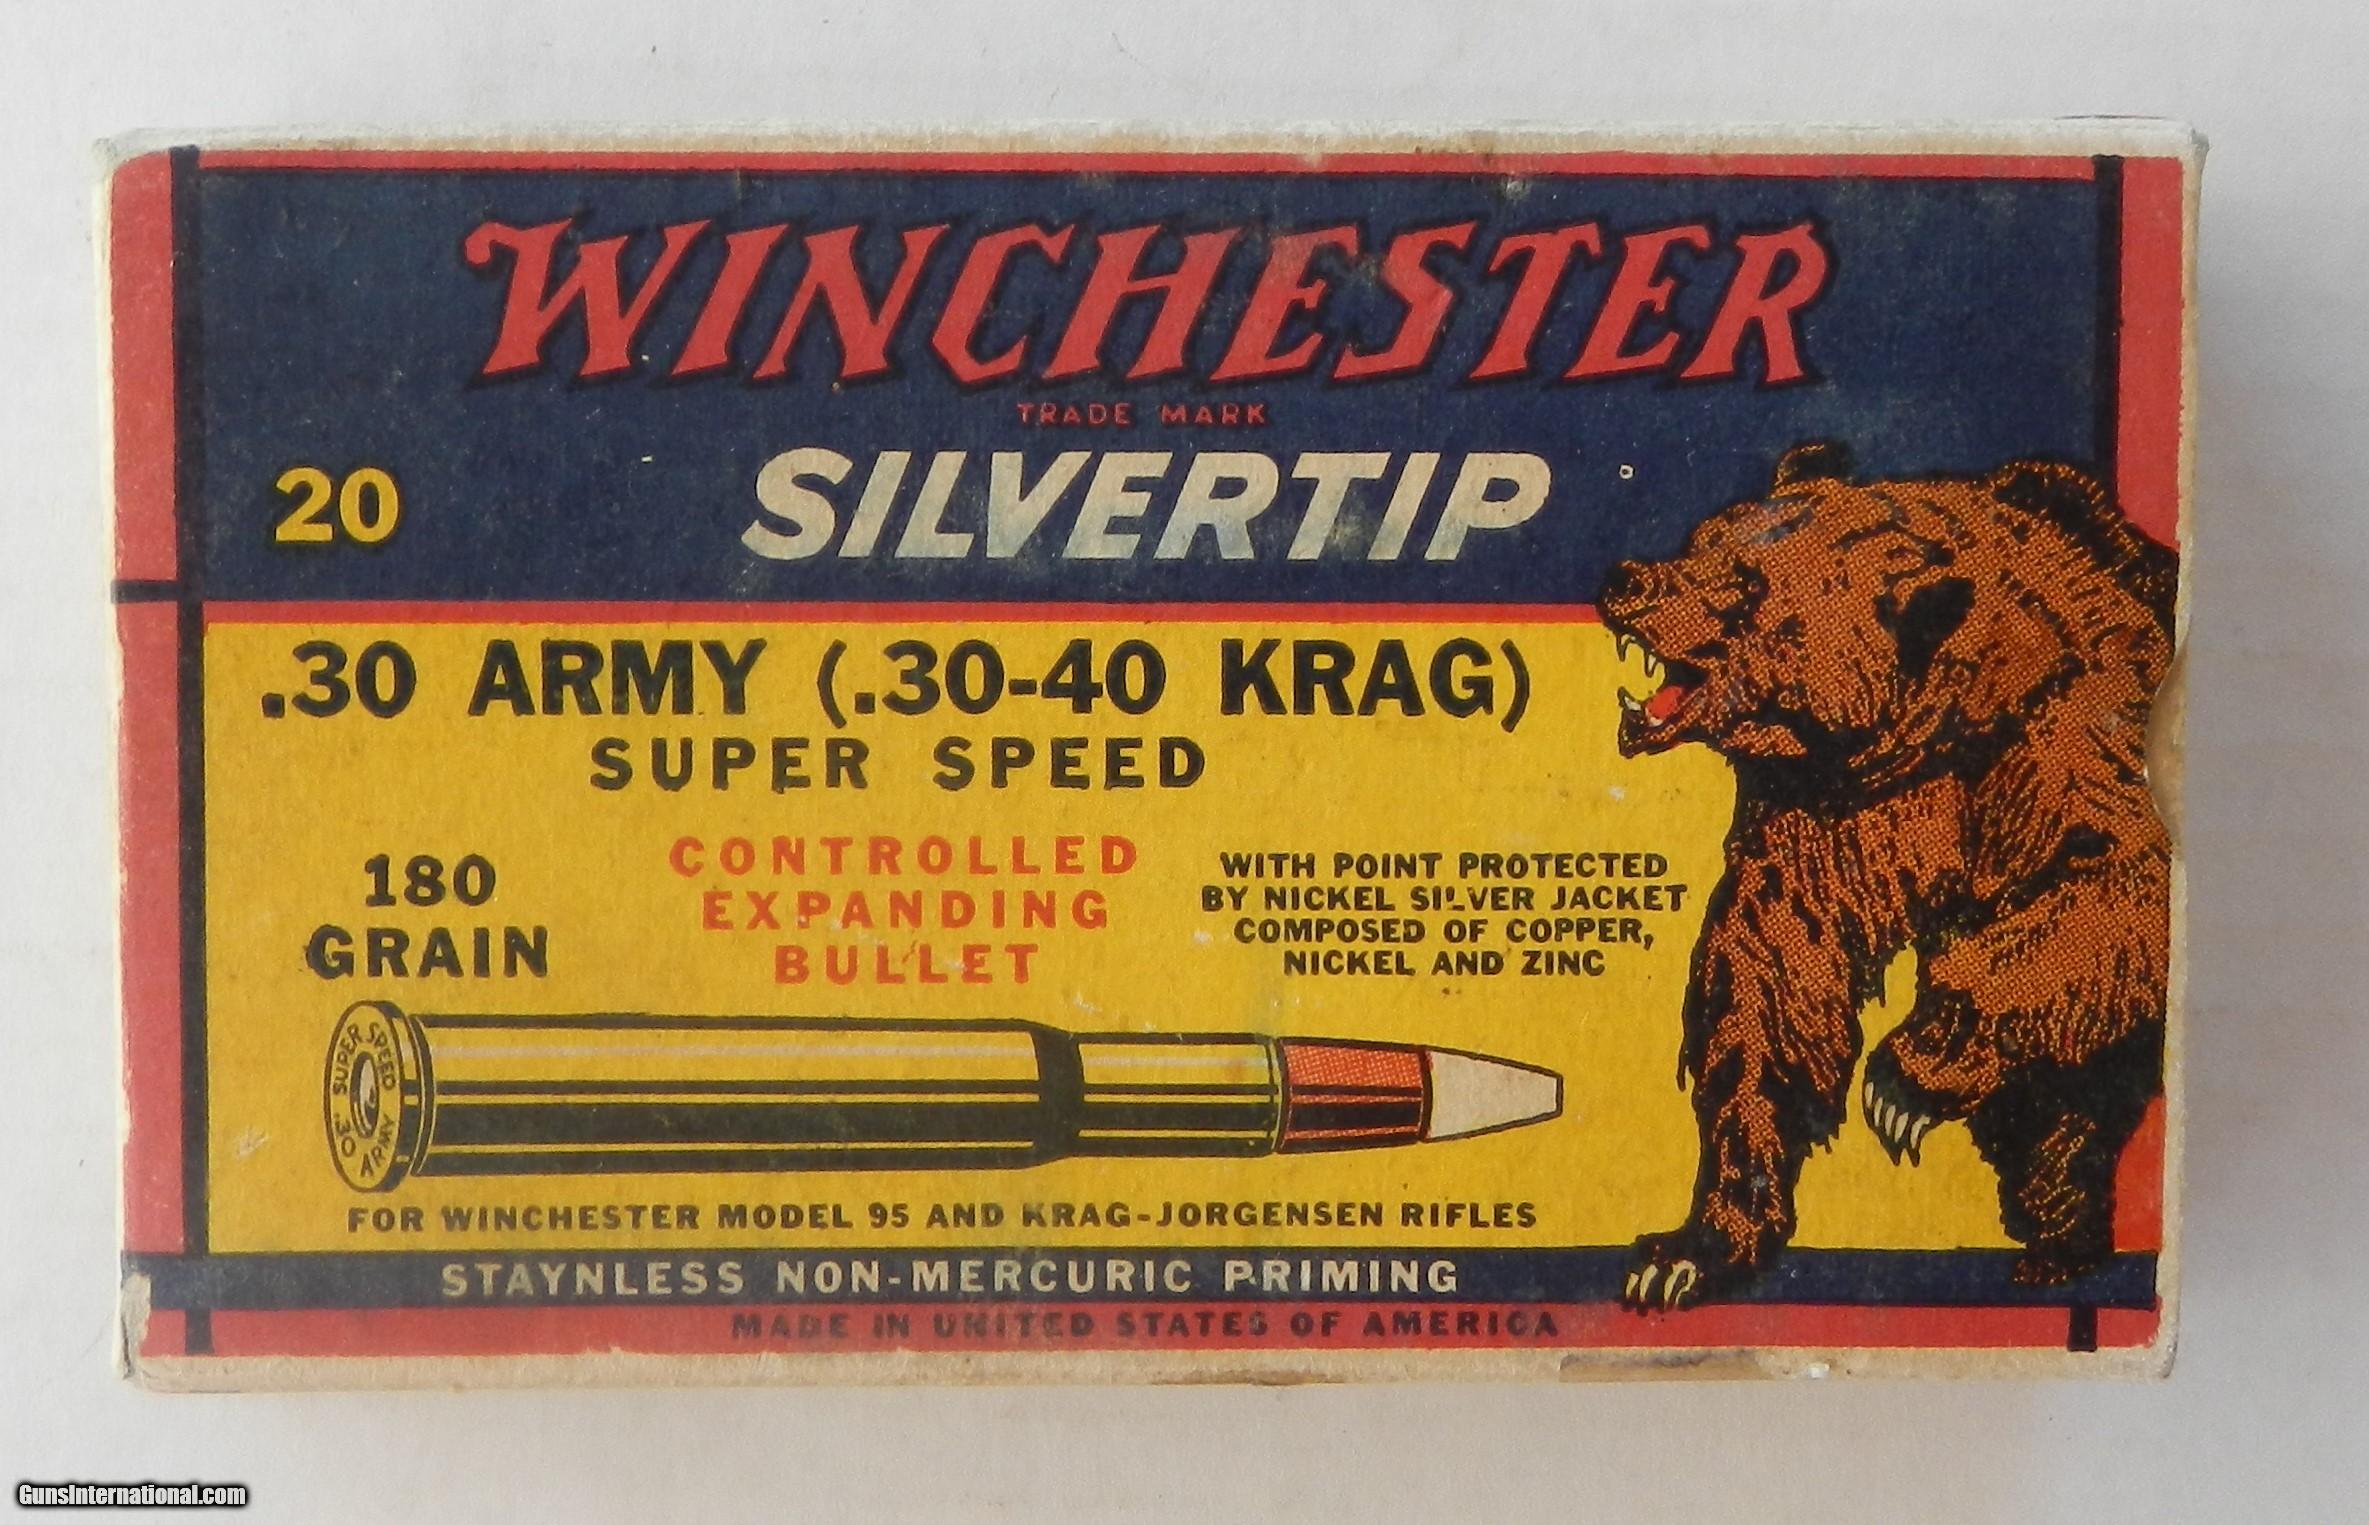 WINCHESTER
TRADE MARK
20
SILVERTIP
.30 ARMY (.30-40 KRAG)
SUPER SPEED
180
GRAIN
CONTROLLED
EXPANDING
BULLET
WITH POINT PROTECTED
BY NICKEL SILVER JACKET
COMPOSED OF COPPER,
NICKEL AND ZINC
SUPER SPEED
.30 ARMY
FOR WINCHESTER MODEL 95 AND KRAG-JORGENSEN RIFLES
STAYNLESS NON-MERCURIC PRIMING
MADE IN UNITED STATES OF AMERICA
GunsInternational.com